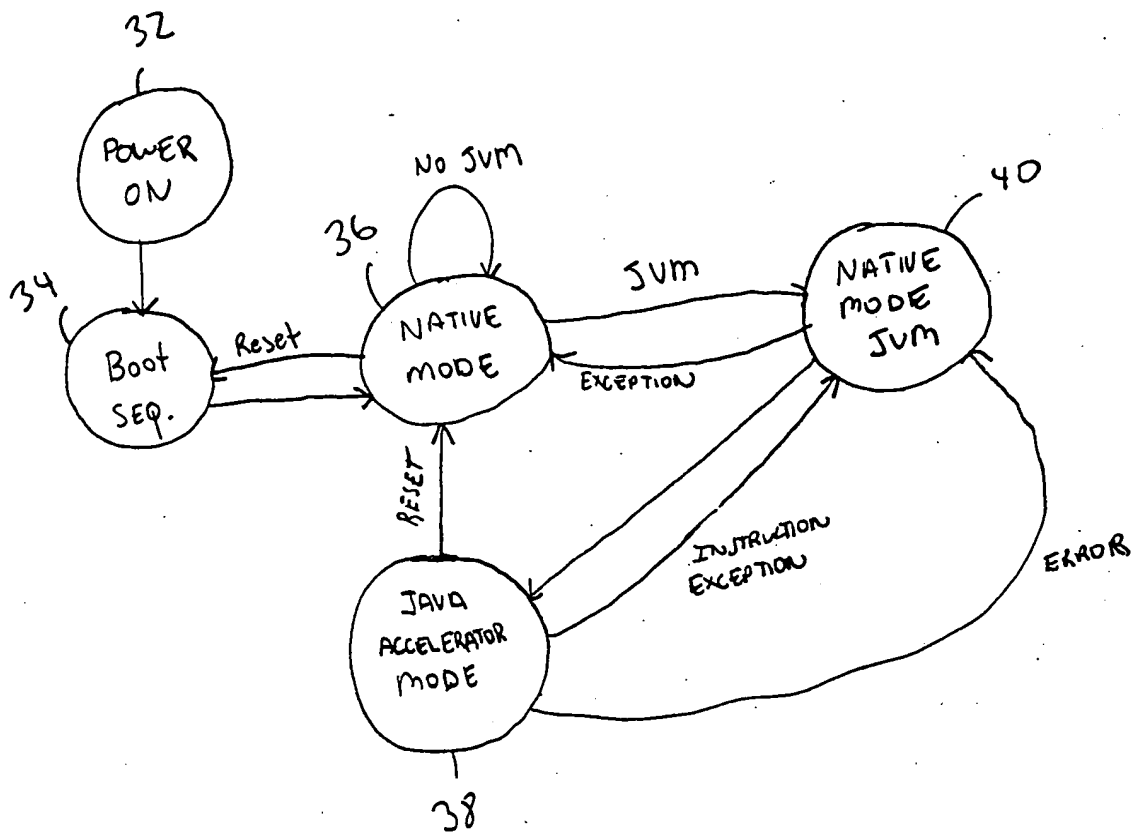 32
POWER
ON
34
Boot
SEQ.
Reset
36
No JVM
NATIVE
MODE
JVM
EXCEPTION
40
NATIVE
MODE
JVM
RESET
INSTRUCTION
EXCEPTION
ERRORS
JAVA
ACCELERATOR
MODE
38